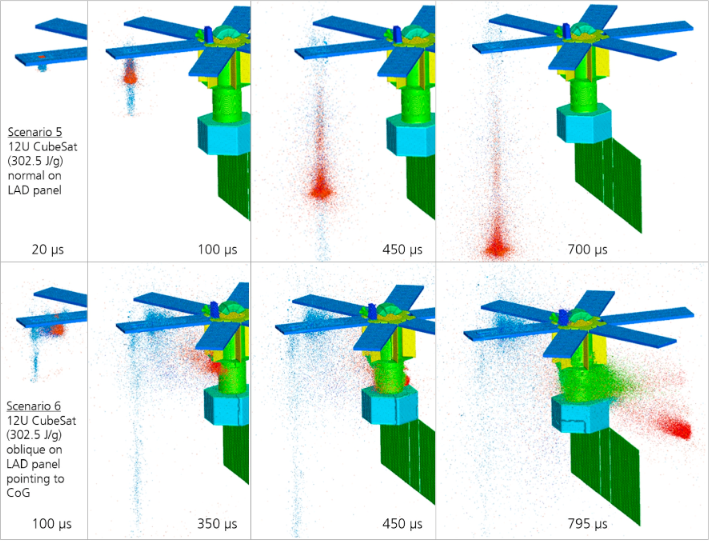 Scenario 5
12U CubeSat
(302.5 J/g)
normal on
LAD panel
20 µs
100 µs
450 µs
700 µs
Scenario 6
12U CubeSat
(302.5 J/g)
oblique on
LAD panel
pointing to
CoG
100 µs
350 µs
450 µs
795 µs